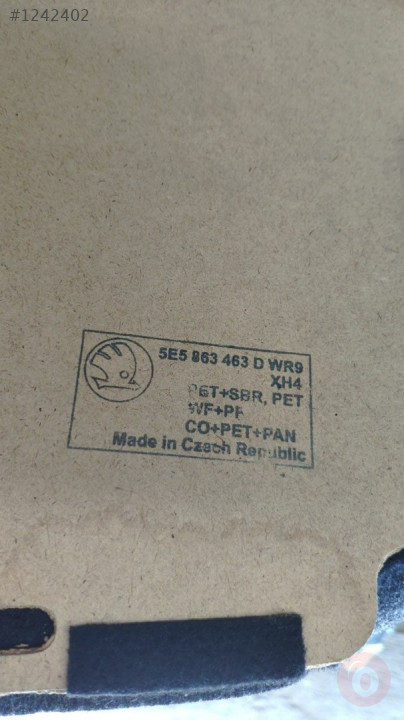 #1242402
5E5 863 463 D WR9
XH4
PET+SBR, PET
WF+PF
CO+PET+PAN
Made in Czech Republic